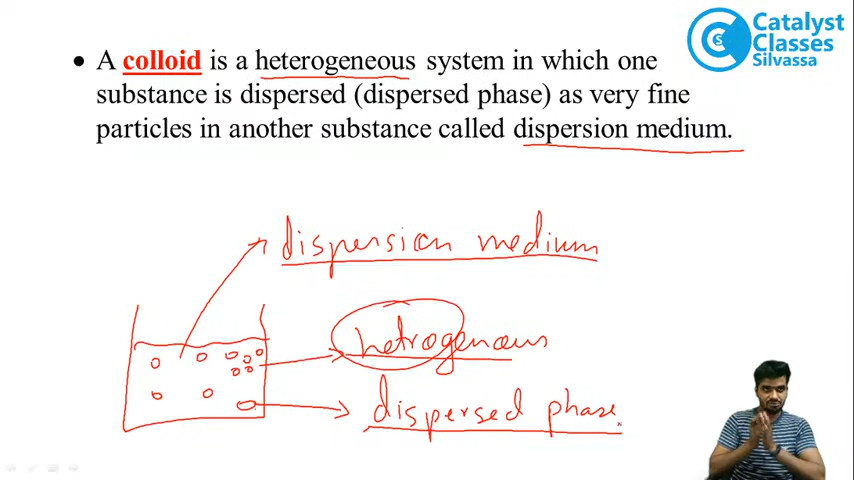 Catalyst
Classes
Silvassa
C
S
• A colloid is a heterogeneous system in which one
substance is dispersed (dispersed phase) as very fine
particles in another substance called dispersion medium.
dispersion medium
hetrogenous
dispersed phase